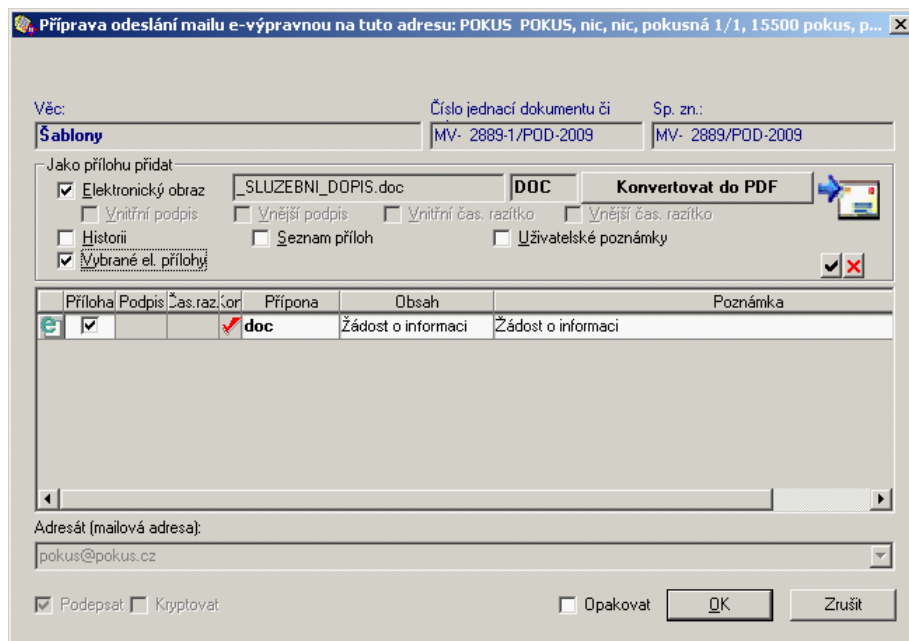 Příprava odeslání mailu e-výpravnou na tuto adresu: POKUS POKUS, nic, nic, pokusná 1/1, 15500 pokus, p...
Věc: Číslo jednací dokumentu či Sp. zn.:
Šablony MV- 2889-1/POD-2009 MV- 2889/POD-2009
Jako přílohu přidat
Elektronický obraz _SLUZEBNI_DOPIS.doc DOC Konvertovat do PDF
Vnitřní podpis Vnější podpis Vnitřní čas. razítko Vnější čas. razítko
Historii Seznam příloh Uživatelské poznámky
Vybrané el. přílohy
Příloha Podpis Čas.raz. Kon Přípona Obsah Poznámka
doc Žádost o informaci Žádost o informaci
Adresát (mailová adresa):
pokus@pokus.cz
Podepsat Kryptovat Opakovat OK Zrušit